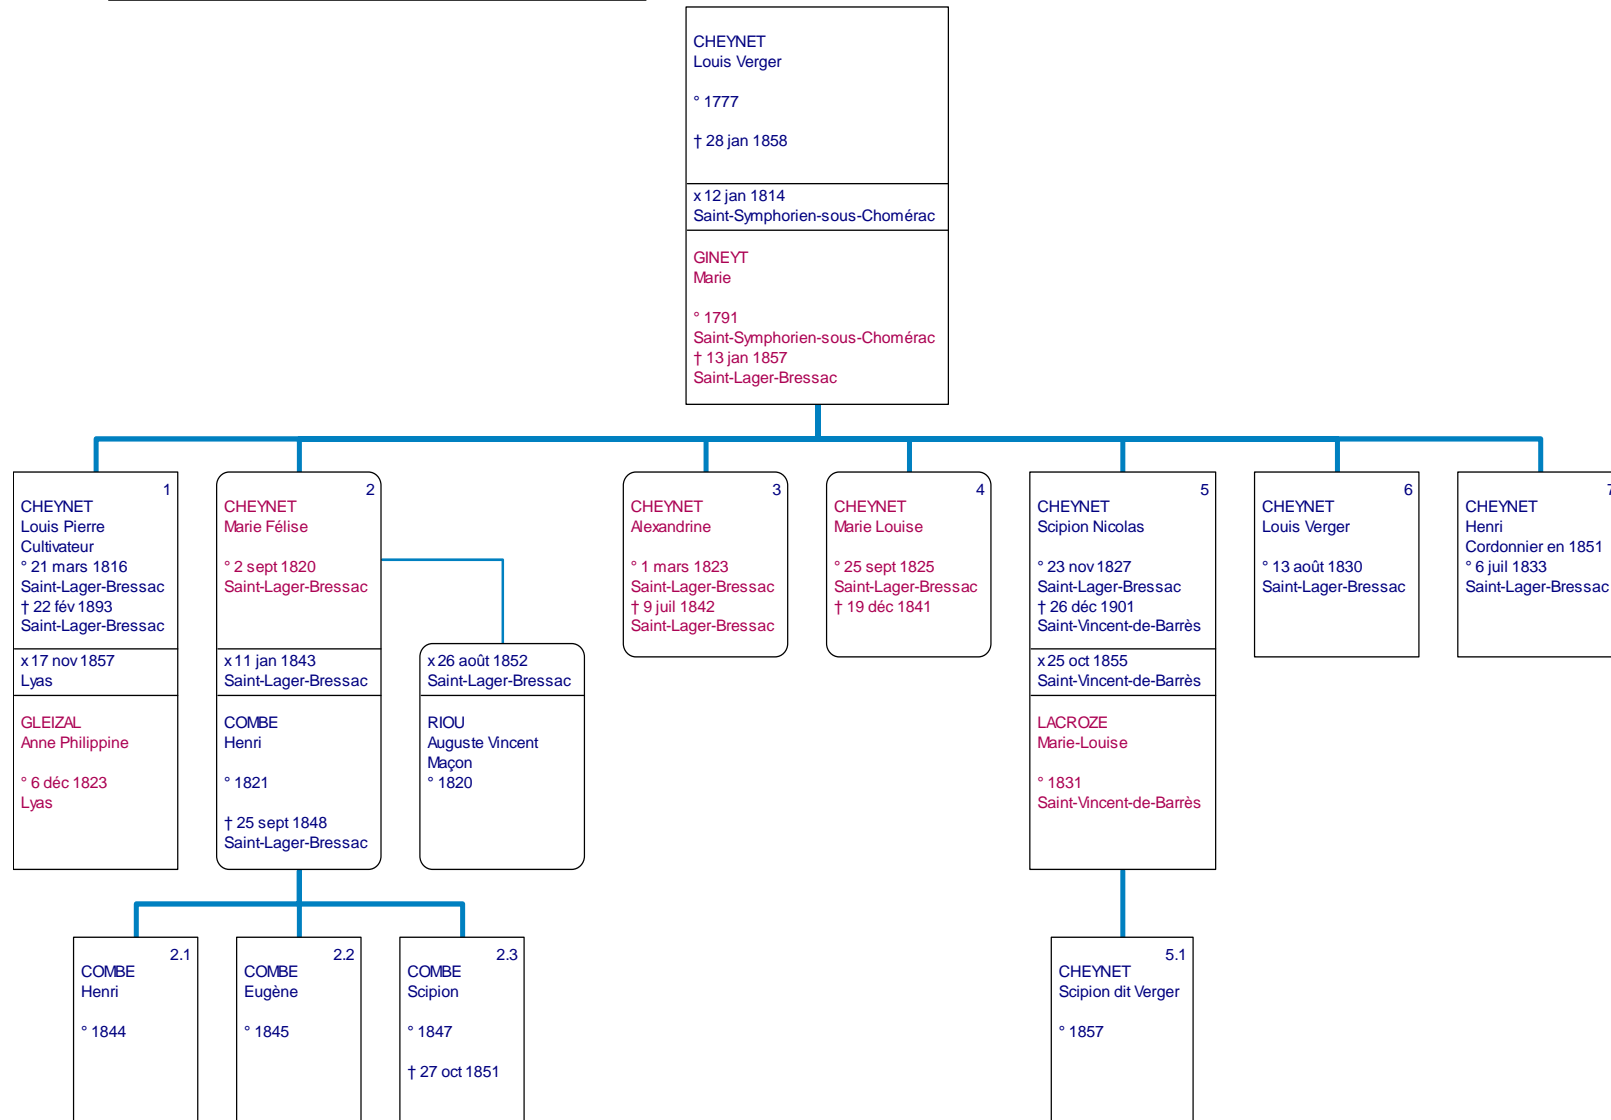 CHEYNET
Louis Verger
° 1777
† 28 jan 1858
x 12 jan 1814
Saint-Symphorien-sous-Chomérac
GINEYT
Marie
° 1791
Saint-Symphorien-sous-Chomérac
† 13 jan 1857
Saint-Lager-Bressac
1
CHEYNET
Louis Pierre
Cultivateur
° 21 mars 1816
Saint-Lager-Bressac
† 22 fév 1893
Saint-Lager-Bressac
x 17 nov 1857
Lyas
GLEIZAL
Anne Philippine
° 6 déc 1823
Lyas
2
CHEYNET
Marie Félise
° 2 sept 1820
Saint-Lager-Bressac
x 11 jan 1843
Saint-Lager-Bressac
COMBE
Henri
° 1821
† 25 sept 1848
Saint-Lager-Bressac
x 26 août 1852
Saint-Lager-Bressac
RIOU
Auguste Vincent
Maçon
° 1820
3
CHEYNET
Alexandrine
° 1 mars 1823
Saint-Lager-Bressac
† 9 juil 1842
Saint-Lager-Bressac
4
CHEYNET
Marie Louise
° 25 sept 1825
Saint-Lager-Bressac
† 19 déc 1841
5
CHEYNET
Scipion Nicolas
° 23 nov 1827
Saint-Lager-Bressac
† 26 déc 1901
Saint-Vincent-de-Barrès
x 25 oct 1855
Saint-Vincent-de-Barrès
LACROZE
Marie-Louise
° 1831
Saint-Vincent-de-Barrès
6
CHEYNET
Louis Verger
° 13 août 1830
Saint-Lager-Bressac
7
CHEYNET
Henri
Cordonnier en 1851
° 6 juil 1833
Saint-Lager-Bressac
2.1
COMBE
Henri
° 1844
2.2
COMBE
Eugène
° 1845
2.3
COMBE
Scipion
° 1847
† 27 oct 1851
5.1
CHEYNET
Scipion dit Verger
° 1857